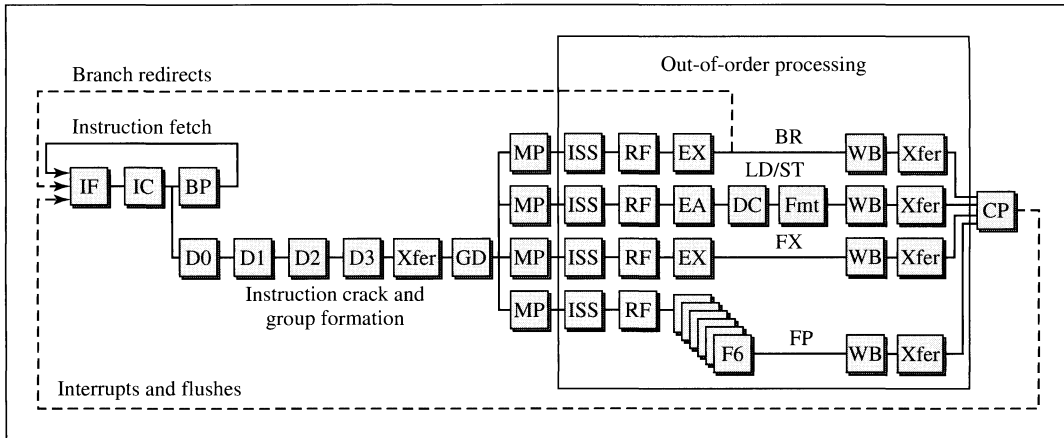 Out-of-order processing
Branch redirects
Instruction fetch
BR
MP ISS RF EX WB Xfer
IF IC BP
LD/ST
MP ISS RF EA DC Fmt WB Xfer
CP
FX
D0 D1 D2 D3 Xfer GD MP ISS RF EX WB Xfer
Instruction crack and
group formation
MP ISS RF
FP
F6 WB Xfer
Interrupts and flushes